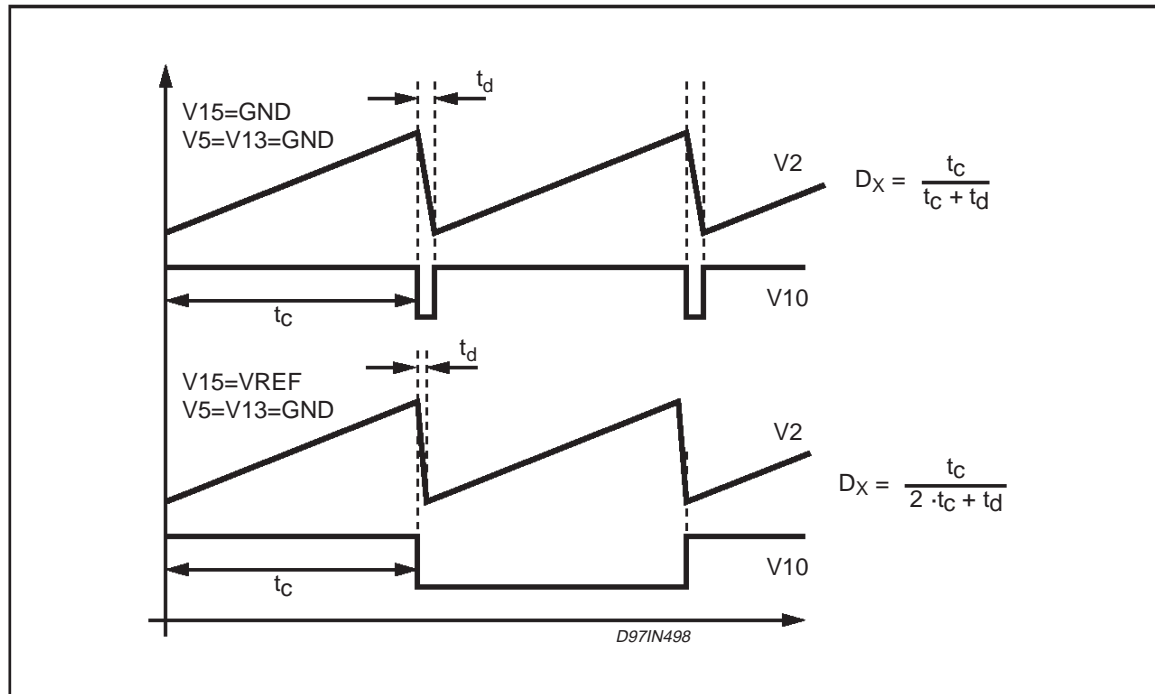 t_d
V15=GND
V5=V13=GND
V2
D_X = t_c / (t_c + t_d)
V10
t_c
t_d
V15=VREF
V5=V13=GND
V2
D_X = t_c / (2 ·t_c + t_d)
V10
t_c
D97IN498